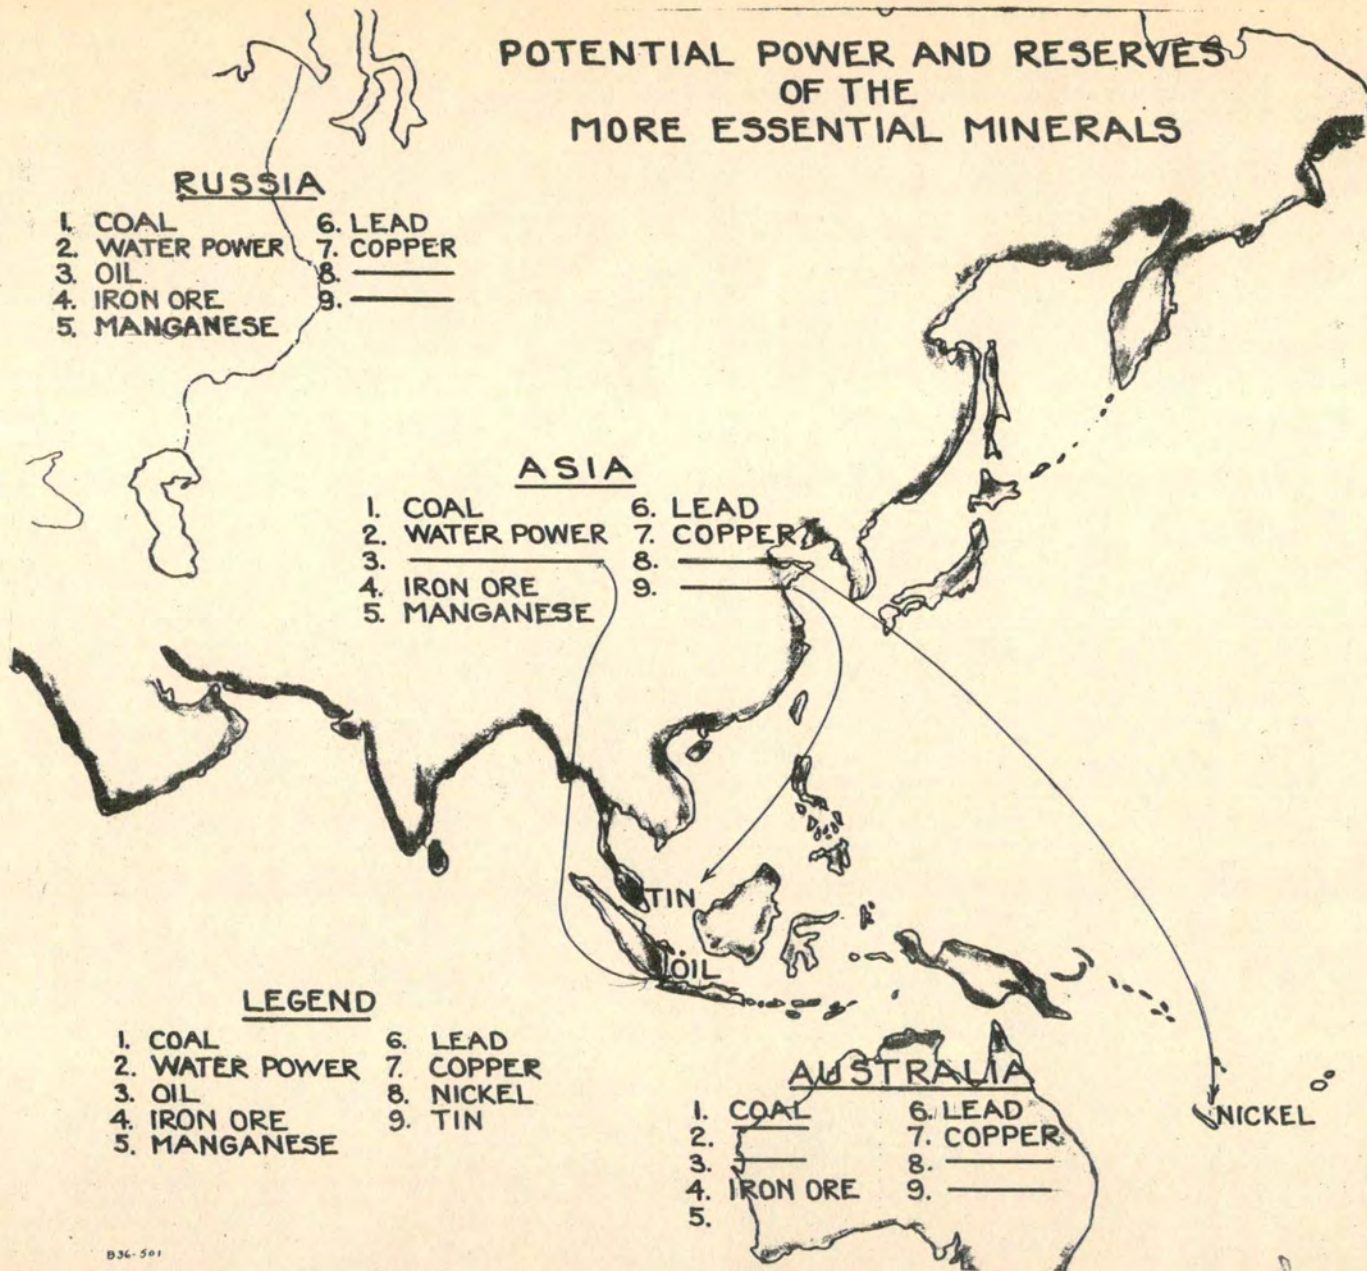 POTENTIAL POWER AND RESERVES
OF THE
MORE ESSENTIAL MINERALS
RUSSIA
1. COAL
2. WATER POWER
3. OIL
4. IRON ORE
5. MANGANESE
6. LEAD
7. COPPER
8.
9.
ASIA
1. COAL
2. WATER POWER
3.
4. IRON ORE
5. MANGANESE
6. LEAD
7. COPPER
8.
9.
TIN
OIL
LEGEND
1. COAL
2. WATER POWER
3. OIL
4. IRON ORE
5. MANGANESE
6. LEAD
7. COPPER
8. NICKEL
9. TIN
AUSTRALIA
1. COAL
2.
3.
4. IRON ORE
5.
6. LEAD
7. COPPER
8.
9.
NICKEL
B36-501